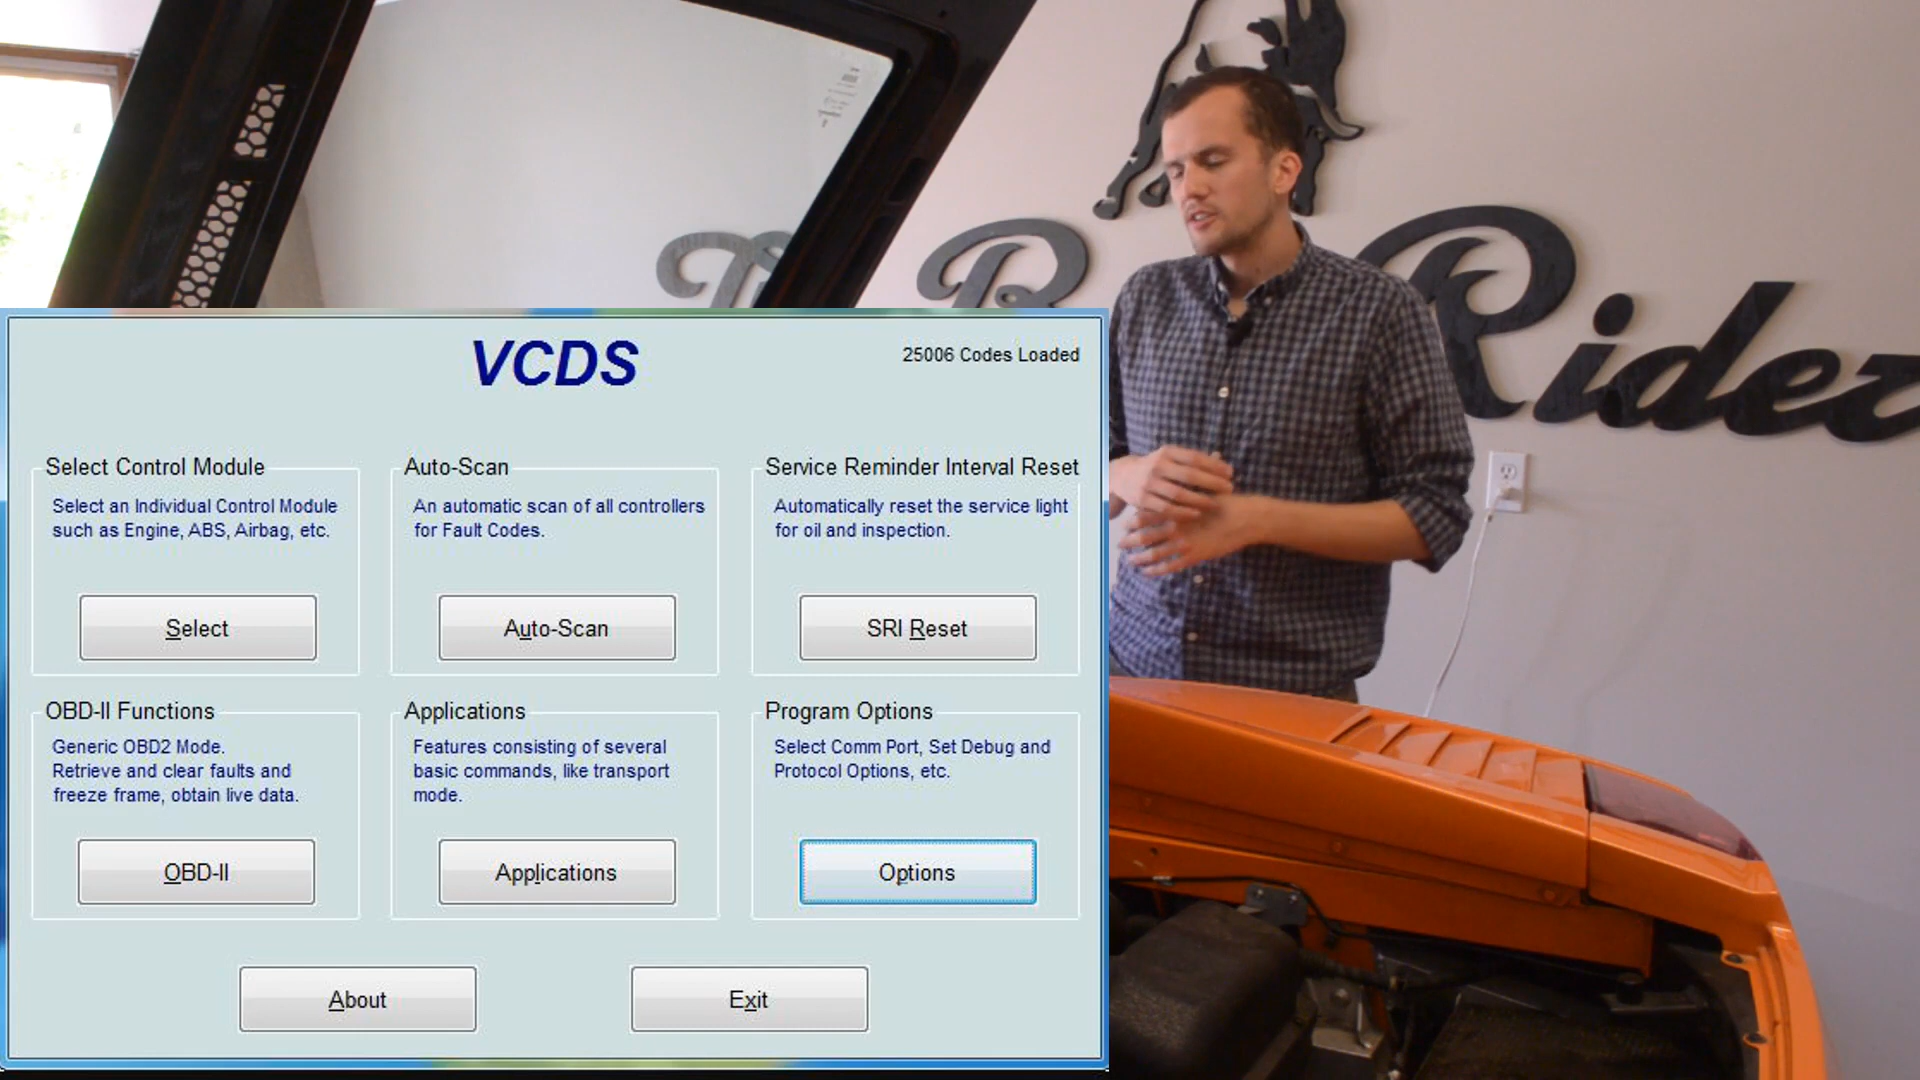 B Rider
VCDS
25006 Codes Loaded
Select Control Module
Select an Individual Control Module
such as Engine, ABS, Airbag, etc.
Select
Auto-Scan
An automatic scan of all controllers
for Fault Codes.
Auto-Scan
Service Reminder Interval Reset
Automatically reset the service light
for oil and inspection.
SRI Reset
OBD-II Functions
Generic OBD2 Mode.
Retrieve and clear faults and
freeze frame, obtain live data.
OBD-II
Applications
Features consisting of several
basic commands, like transport
mode.
Applications
Program Options
Select Comm Port, Set Debug and
Protocol Options, etc.
Options
About
Exit